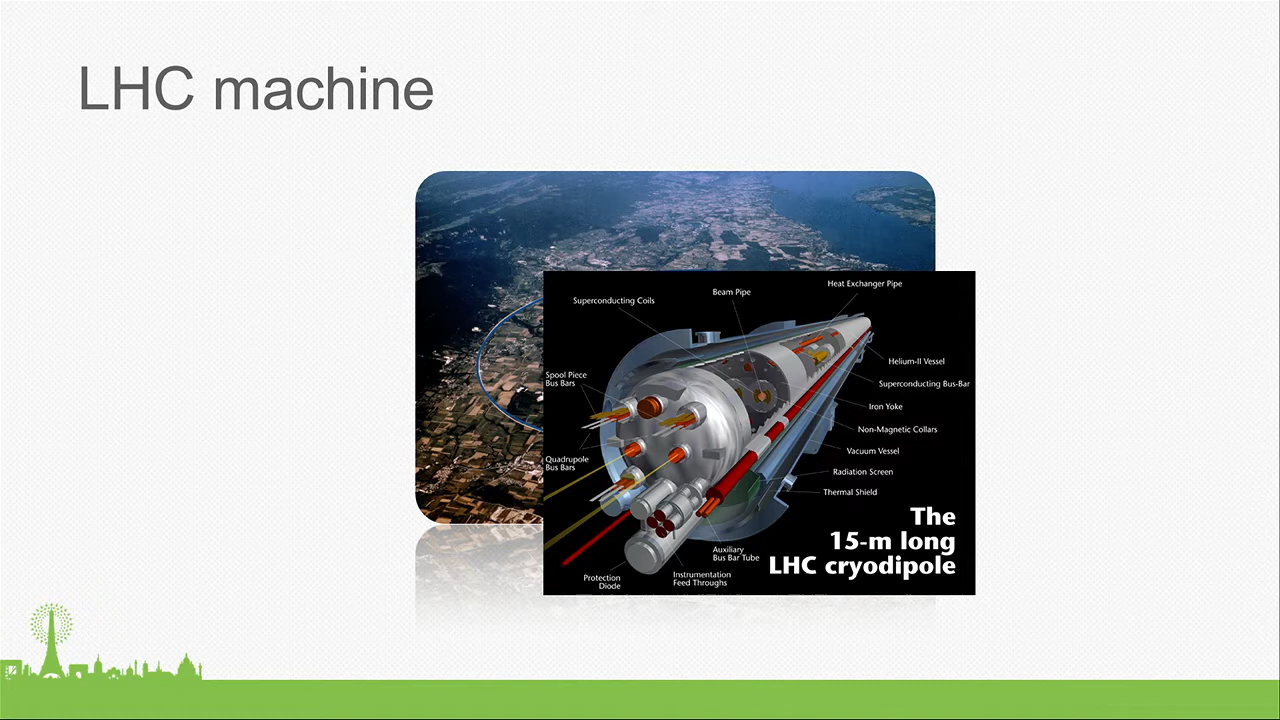 LHC machine
Superconducting Coils
Beam Pipe
Heat Exchanger Pipe
Helium-II Vessel
Superconducting Bus-Bar
Iron Yoke
Non-Magnetic Collars
Vacuum Vessel
Radiation Screen
Thermal Shield
Spool Piece
Bus Bars
Quadrupole
Bus Bars
Protection
Diode
Instrumentation
Feed Throughs
Auxiliary
Bus Bar Tube
The
15-m long
LHC cryodipole